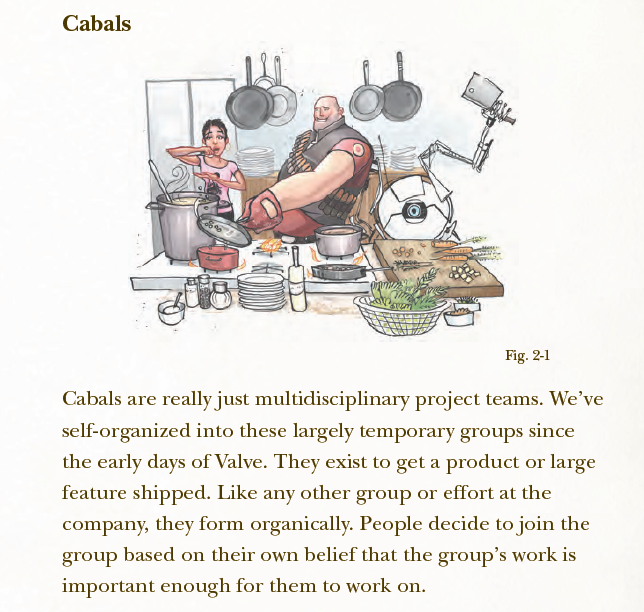 Cabals
Fig. 2-1
Cabals are really just multidisciplinary project teams. We’ve
self-organized into these largely temporary groups since
the early days of Valve. They exist to get a product or large
feature shipped. Like any other group or effort at the
company, they form organically. People decide to join the
group based on their own belief that the group’s work is
important enough for them to work on.